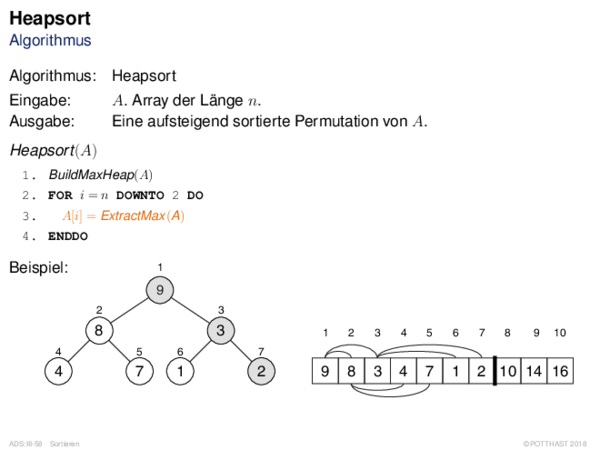 Heapsort
Algorithmus
Algorithmus: Heapsort
Eingabe: A. Array der Länge n.
Ausgabe: Eine aufsteigend sortierte Permutation von A.
Heapsort(A)
1. BuildMaxHeap(A)
2. FOR i = n DOWNTO 2 DO
3. A[i] = ExtractMax(A)
4. ENDDO
Beispiel:
1
9
2 3
8 3
4 5 6 7
4 7 1 2
1 2 3 4 5 6 7 8 9 10
9 8 3 4 7 1 2 10 14 16
ADS:III-58 Sortieren © POTTHAST 2018